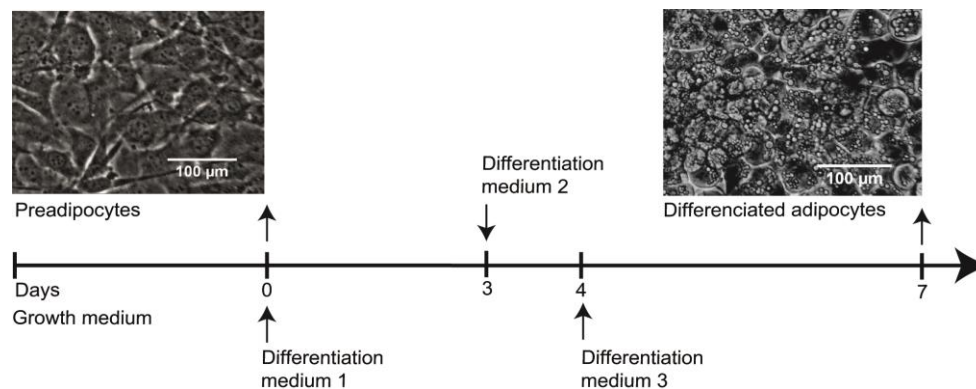 100 µm
100 µm
Preadipocytes
Differentiation
medium 2
Differenciated adipocytes
Days
0
3
4
7
Growth medium
Differentiation
medium 1
Differentiation
medium 3